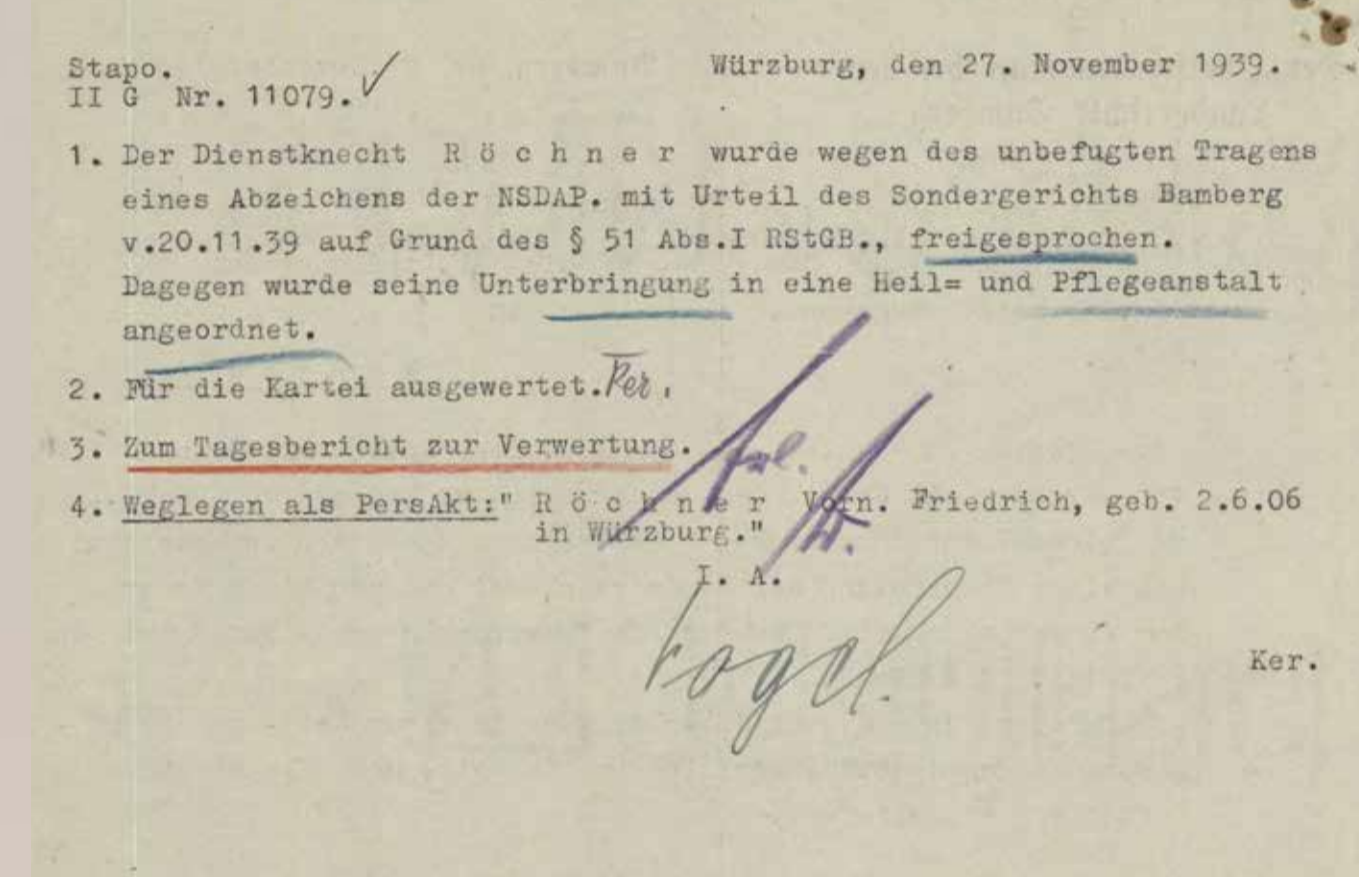 Stapo.
II G Nr. 11079.
Würzburg, den 27. November 1939.
1. Der Dienstknecht R ö c h n e r wurde wegen des unbefugten Tragens
eines Abzeichens der NSDAP. mit Urteil des Sondergerichts Bamberg
v.20.11.39 auf Grund des § 51 Abs.I RStGB., freigesprochen.
Dagegen wurde seine Unterbringung in eine Heil= und Pflegeanstalt
angeordnet.
2. Für die Kartei ausgewertet.
3. Zum Tagesbericht zur Verwertung.
4. Weglegen als PersAkt:" R ö c h n e r Vorn. Friedrich, geb. 2.6.06
in Würzburg."
I. A.
Vogel.
Ker.